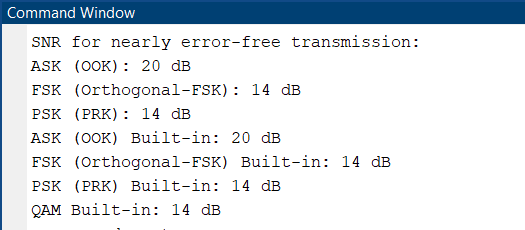 Command Window
SNR for nearly error-free transmission:
ASK (OOK): 20 dB
FSK (Orthogonal-FSK): 14 dB
PSK (PRK): 14 dB
ASK (OOK) Built-in: 20 dB
FSK (Orthogonal-FSK) Built-in: 14 dB
PSK (PRK) Built-in: 14 dB
QAM Built-in: 14 dB